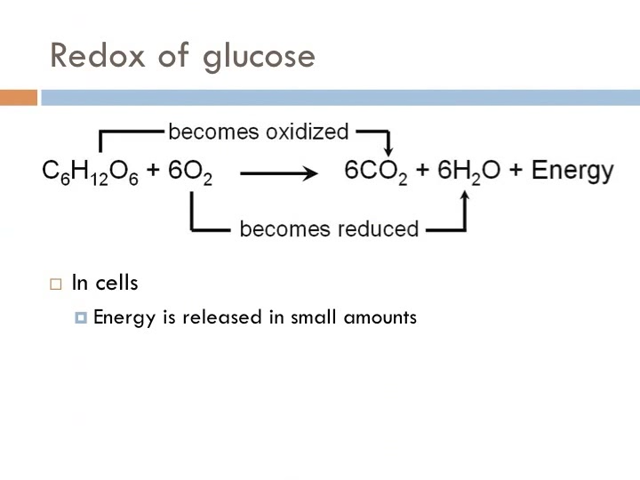 Redox of glucose
becomes oxidized
C₆H₁₂O₆ + 6O₂ ⟶ 6CO₂ + 6H₂O + Energy
becomes reduced
In cells
Energy is released in small amounts